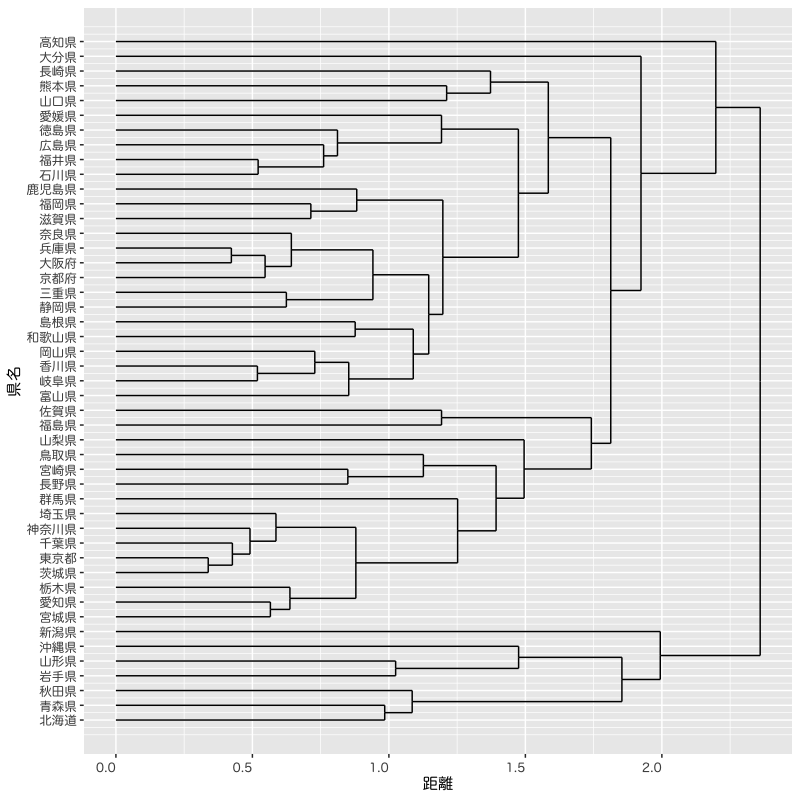 高知県
大分県
長崎県
熊本県
山口県
愛媛県
徳島県
広島県
福井県
石川県
鹿児島県
福岡県
滋賀県
奈良県
兵庫県
大阪府
京都府
三重県
静岡県
島根県
和歌山県
岡山県
香川県
岐阜県
富山県
佐賀県
福島県
山梨県
鳥取県
宮崎県
長野県
群馬県
埼玉県
神奈川県
千葉県
東京都
茨城県
栃木県
愛知県
宮城県
新潟県
沖縄県
山形県
岩手県
秋田県
青森県
北海道
県名
0.0 0.5 1.0 1.5 2.0
距離